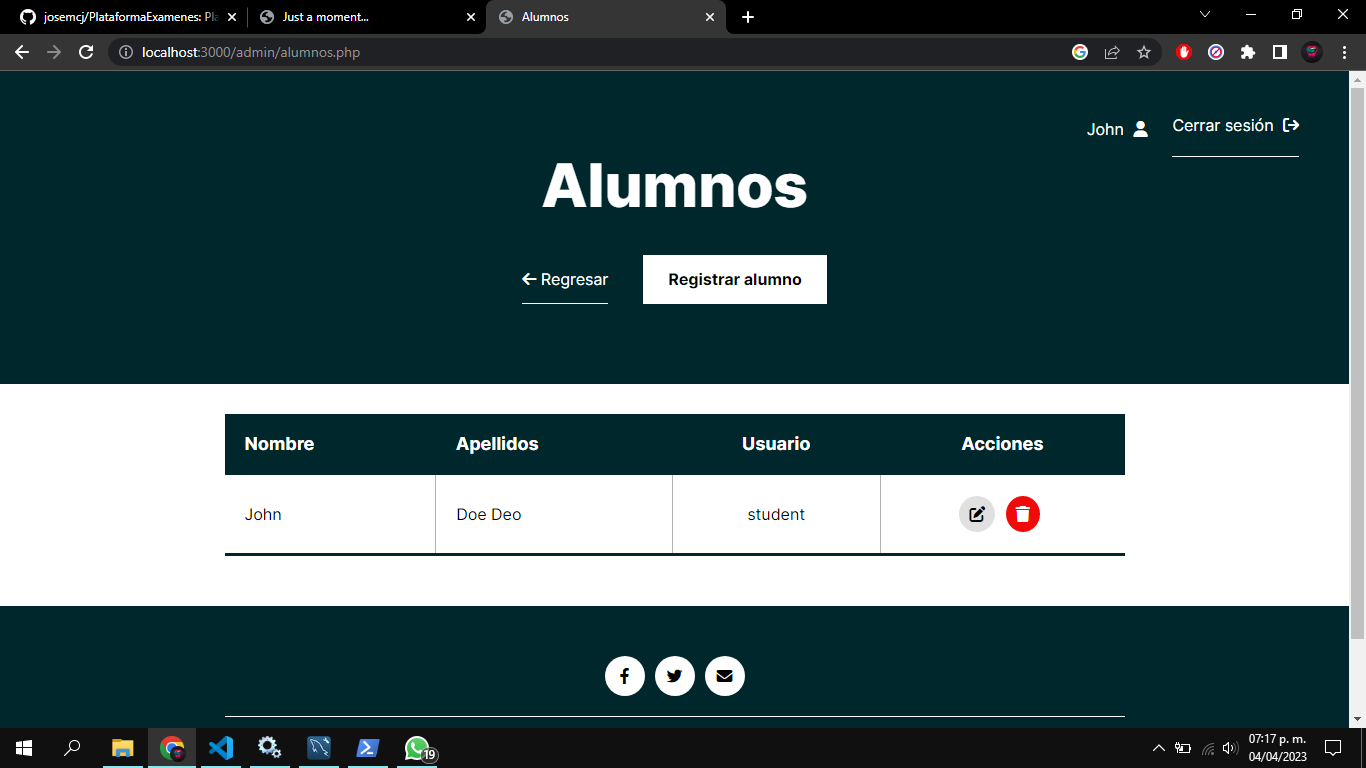 josemcj/PlataformaExamenes: Pla
Just a moment...
Alumnos
localhost:3000/admin/alumnos.php
John
Cerrar sesión
Alumnos
Regresar
Registrar alumno
Nombre Apellidos Usuario Acciones
John Doe Deo student
19
07:17 p. m.
04/04/2023